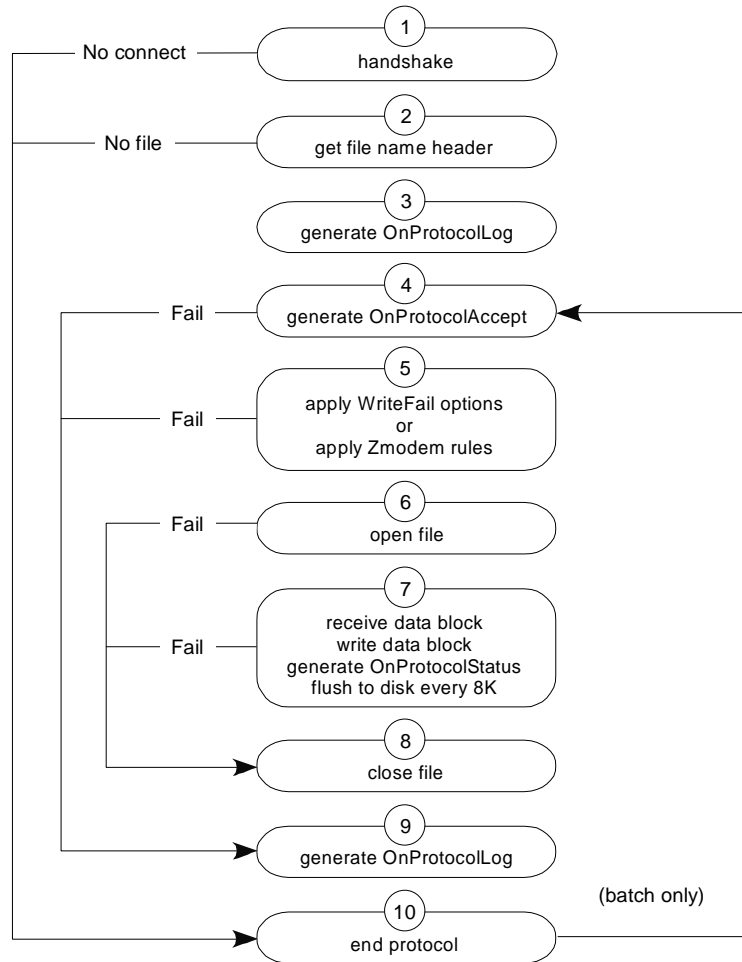 1
No connect
handshake
2
No file
get file name header
3
generate OnProtocolLog
4
Fail
generate OnProtocolAccept
5
Fail
apply WriteFail options
or
apply Zmodem rules
6
Fail
open file
7
Fail
receive data block
write data block
generate OnProtocolStatus
flush to disk every 8K
8
close file
9
generate OnProtocolLog
(batch only)
10
end protocol